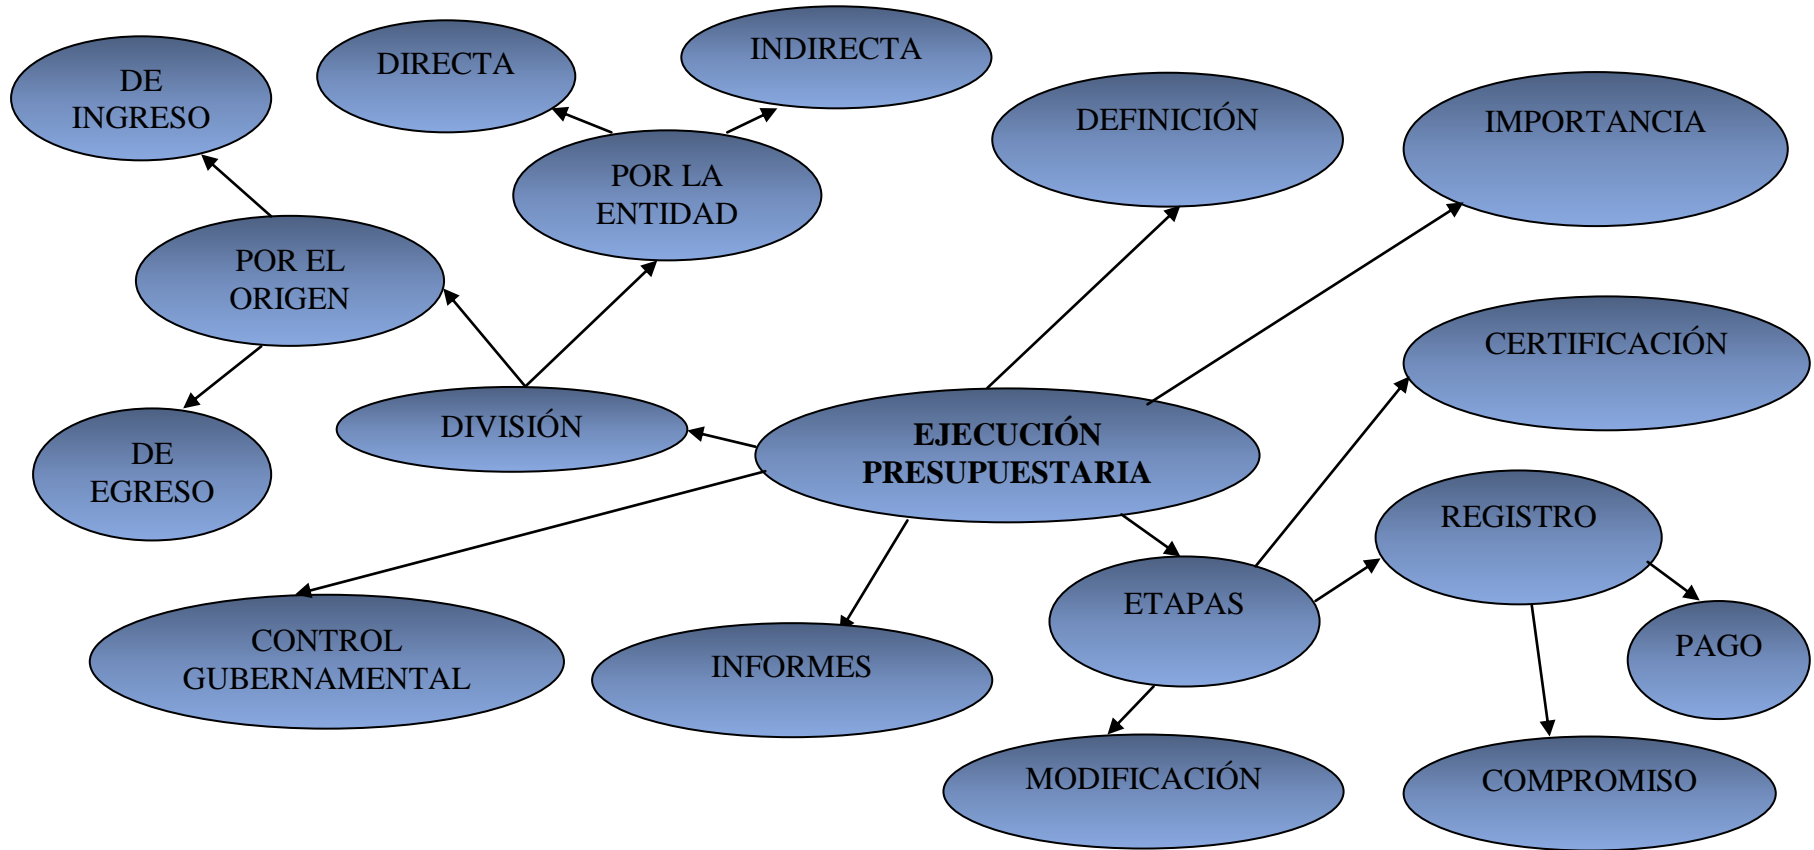 DE
INGRESO
DIRECTA
INDIRECTA
DEFINICIÓN
IMPORTANCIA
POR LA
ENTIDAD
POR EL
ORIGEN
CERTIFICACIÓN
DE
EGRESO
DIVISIÓN
EJECUCIÓN
PRESUPUESTARIA
REGISTRO
ETAPAS
PAGO
CONTROL
GUBERNAMENTAL
INFORMES
MODIFICACIÓN
COMPROMISO